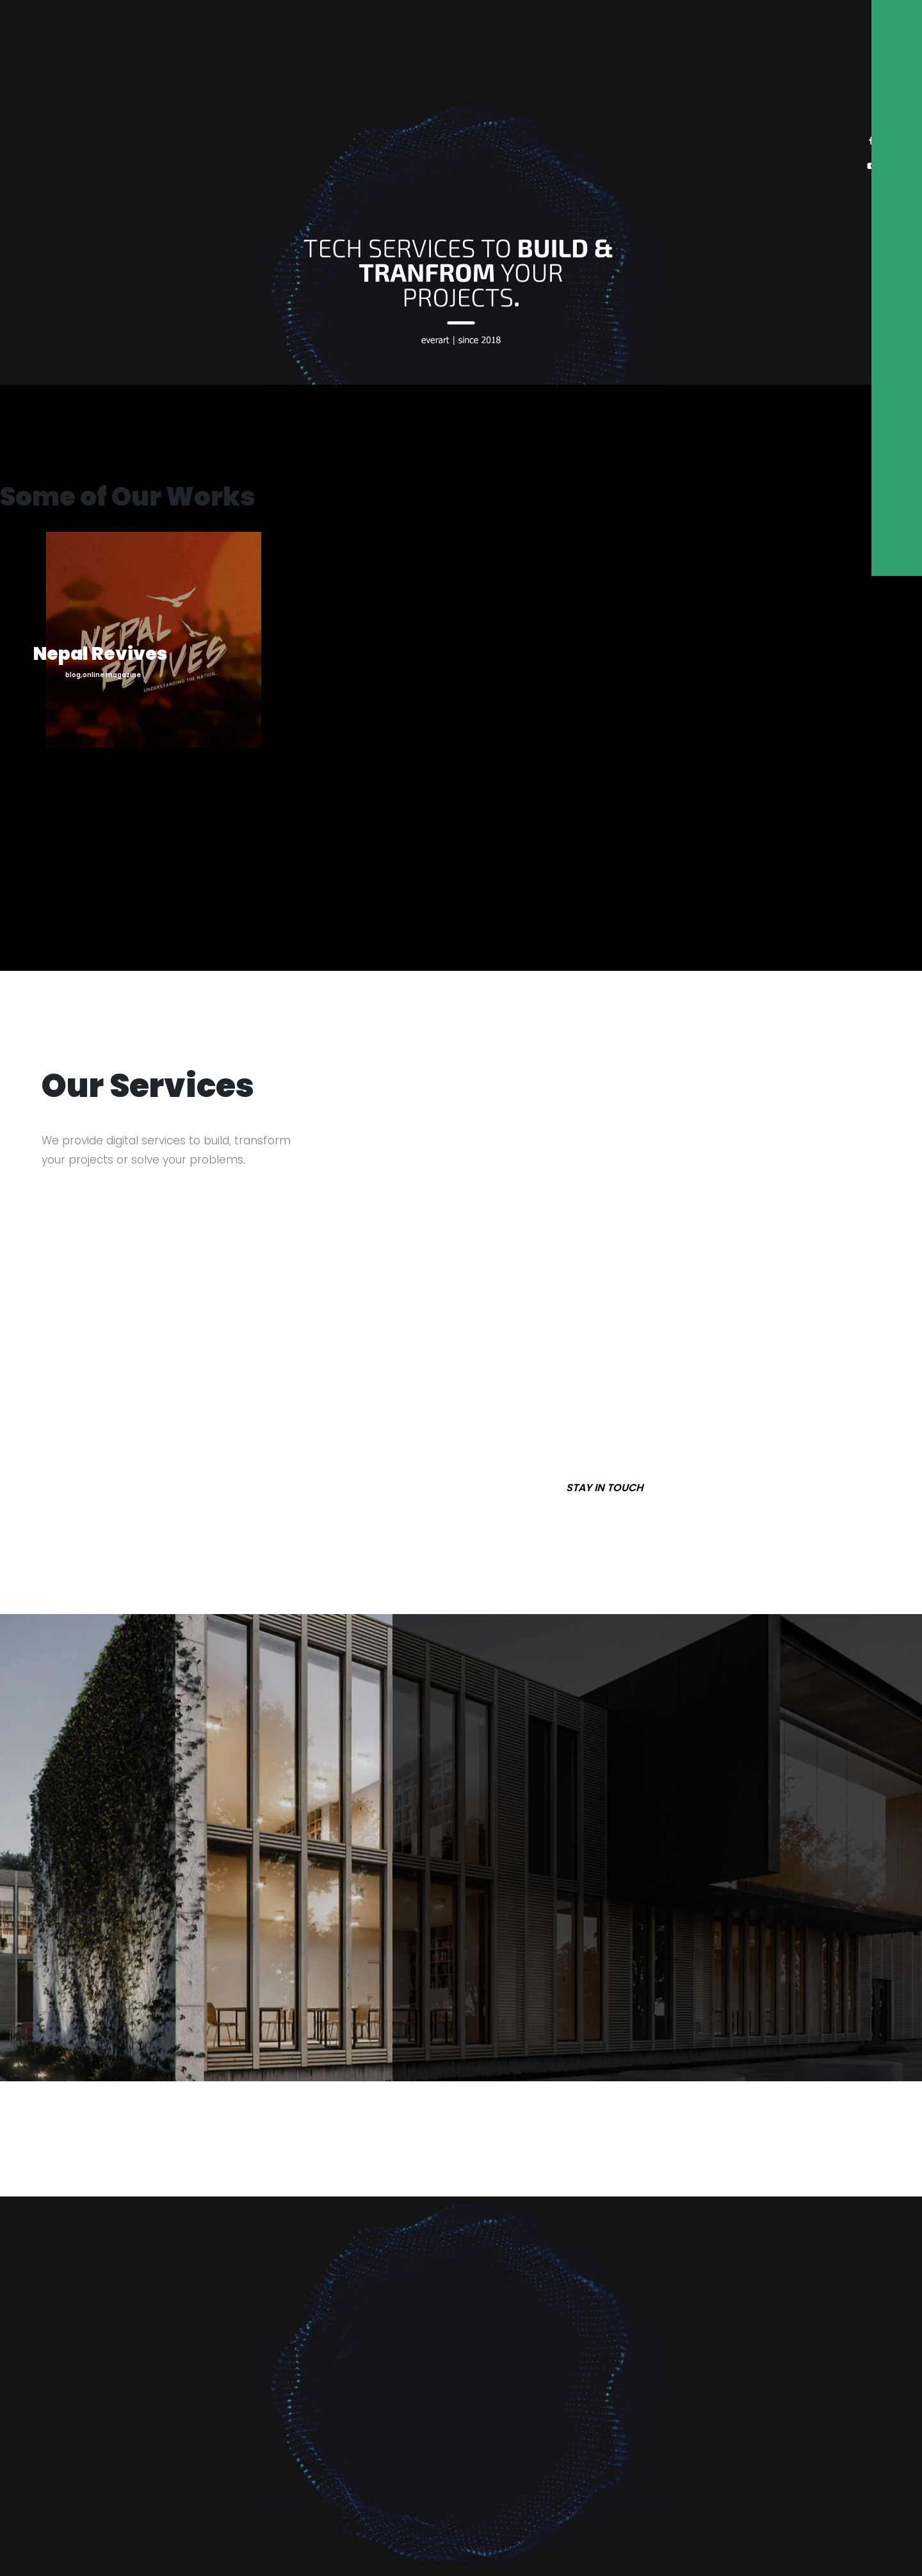 TECH SERVICES TO BUILD &
TRANFROM YOUR
PROJECTS.
everart | since 2018
Some of Our Works
NEPAL
REVIVES
UNDERSTANDING THE NATION.
Nepal Revives
blog,online magazine
Our Services
We provide digital services to build, transform
your projects or solve your problems.
STAY IN TOUCH